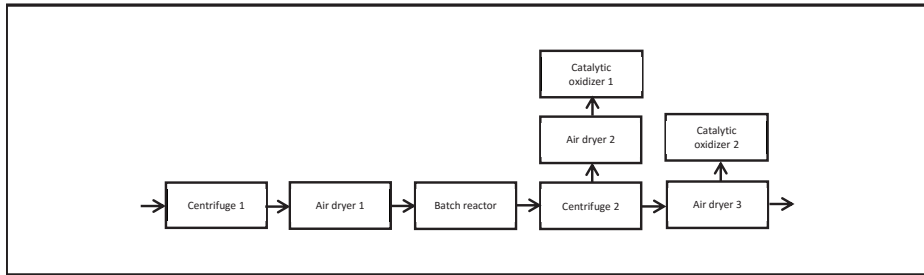 Catalytic
oxidizer 1
Air dryer 2
Catalytic
oxidizer 2
Centrifuge 1
Air dryer 1
Batch reactor
Centrifuge 2
Air dryer 3